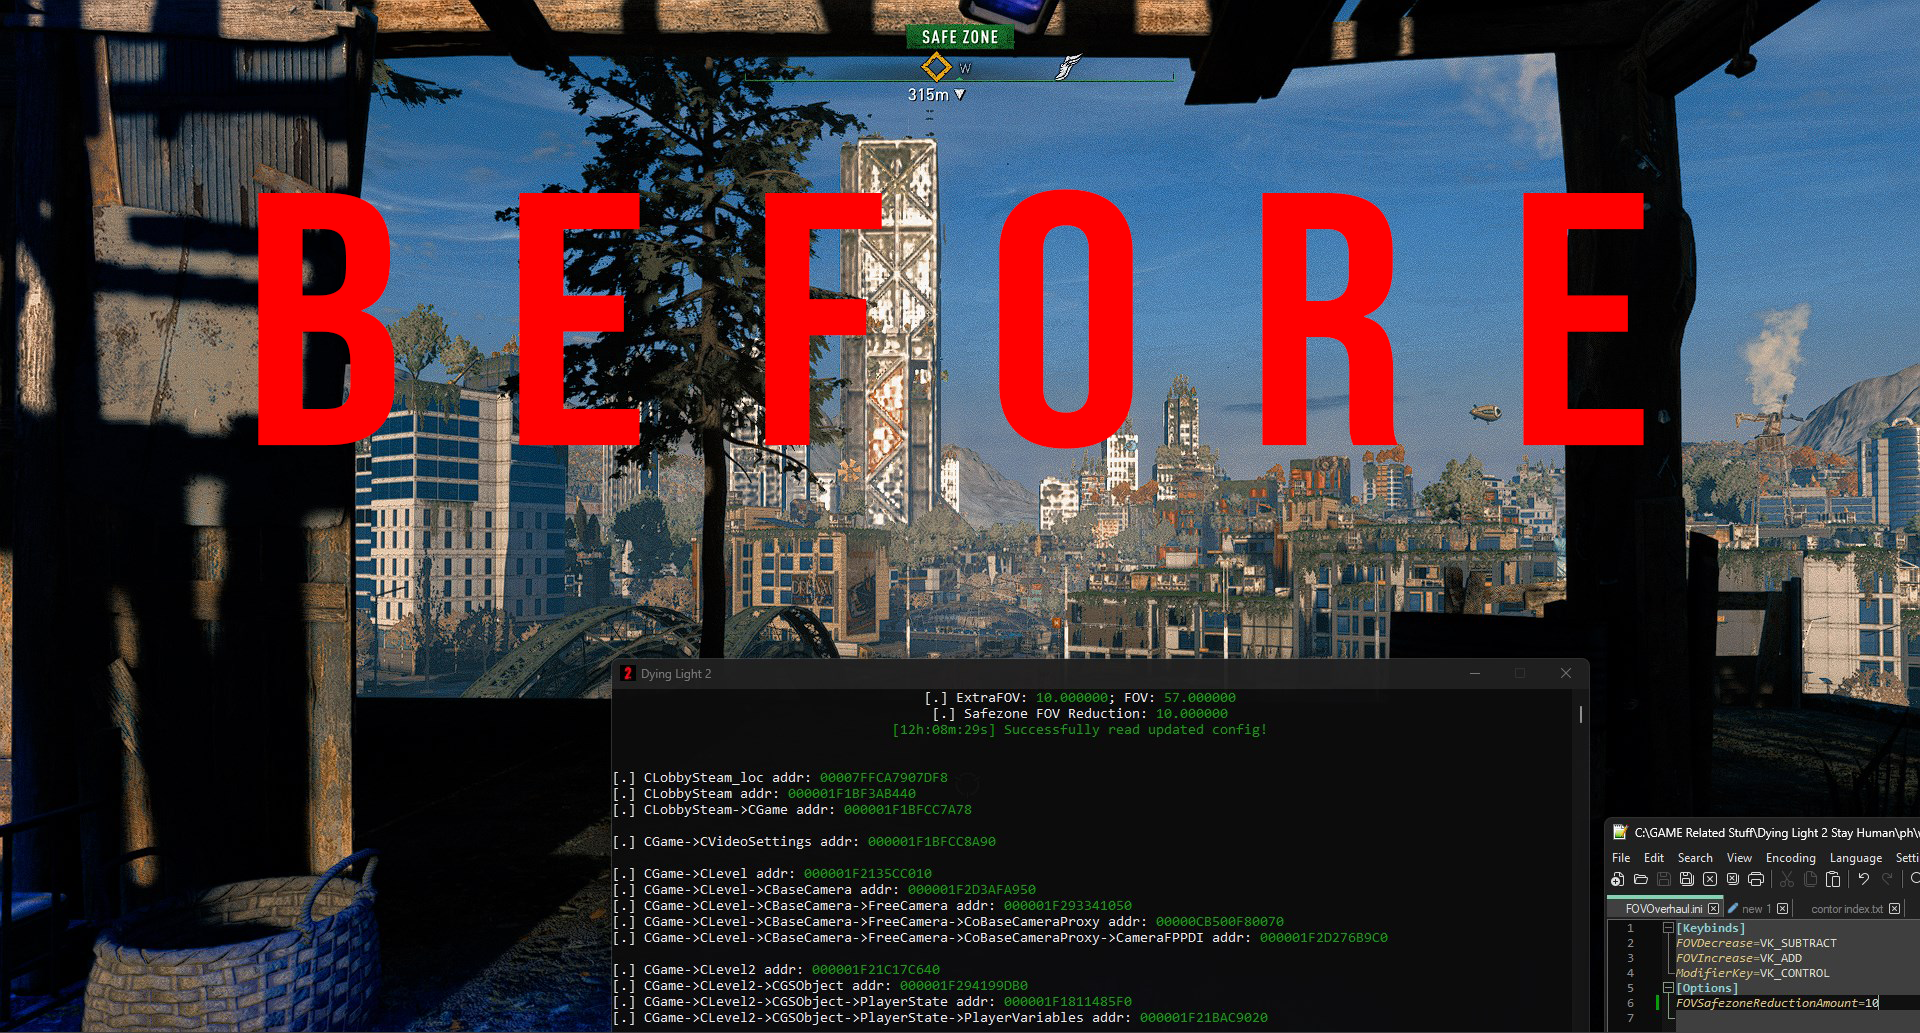 SAFE ZONE
W
315m
BEFORE
Dying Light 2
[.] ExtraFOV: 10.000000; FOV: 57.000000
[.] Safezone FOV Reduction: 10.000000
[12h:08m:29s] Successfully read updated config!
[.] CLobbySteam_loc addr: 00007FFCA7907DF8
[.] CLobbySteam addr: 000001F1BF3AB440
[.] CLobbySteam->CGame addr: 000001F1BFCC7A78
[.] CGame->CVideoSettings addr: 000001F1BFCC8A90
[.] CGame->CLevel addr: 000001F2135CC010
[.] CGame->CLevel->CBaseCamera addr: 000001F2D3AFA950
[.] CGame->CLevel->CBaseCamera->FreeCamera addr: 000001F293341050
[.] CGame->CLevel->CBaseCamera->FreeCamera->CoBaseCameraProxy addr: 00000CB500F80070
[.] CGame->CLevel->CBaseCamera->FreeCamera->CoBaseCameraProxy->CameraFPPDI addr: 000001F2D276B9C0
[.] CGame->CLevel2 addr: 000001F21C17C640
[.] CGame->CLevel2->CGSObject addr: 000001F294199DB0
[.] CGame->CLevel2->CGSObject->PlayerState addr: 000001F1811485F0
[.] CGame->CLevel2->CGSObject->PlayerState->PlayerVariables addr: 000001F21BAC9020
C:\GAME Related Stuff\Dying Light 2 Stay Human\ph\
File Edit Search View Encoding Language Setti
FOVOverhaul.ini new 1 contor index.txt
1 [Keybinds]
2 FOVDecrease=VK_SUBTRACT
3 FOVIncrease=VK_ADD
4 ModifierKey=VK_CONTROL
5 [Options]
6 FOVSafezoneReductionAmount=10
7